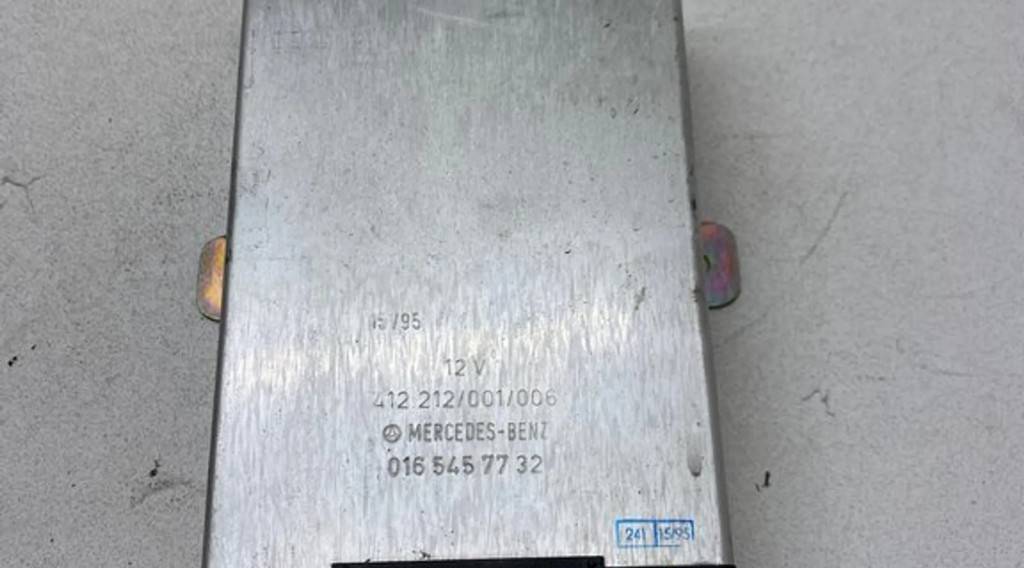 15/95
12 V
412.212/001/006
MERCEDES-BENZ
016 545 77 32
241 15/95